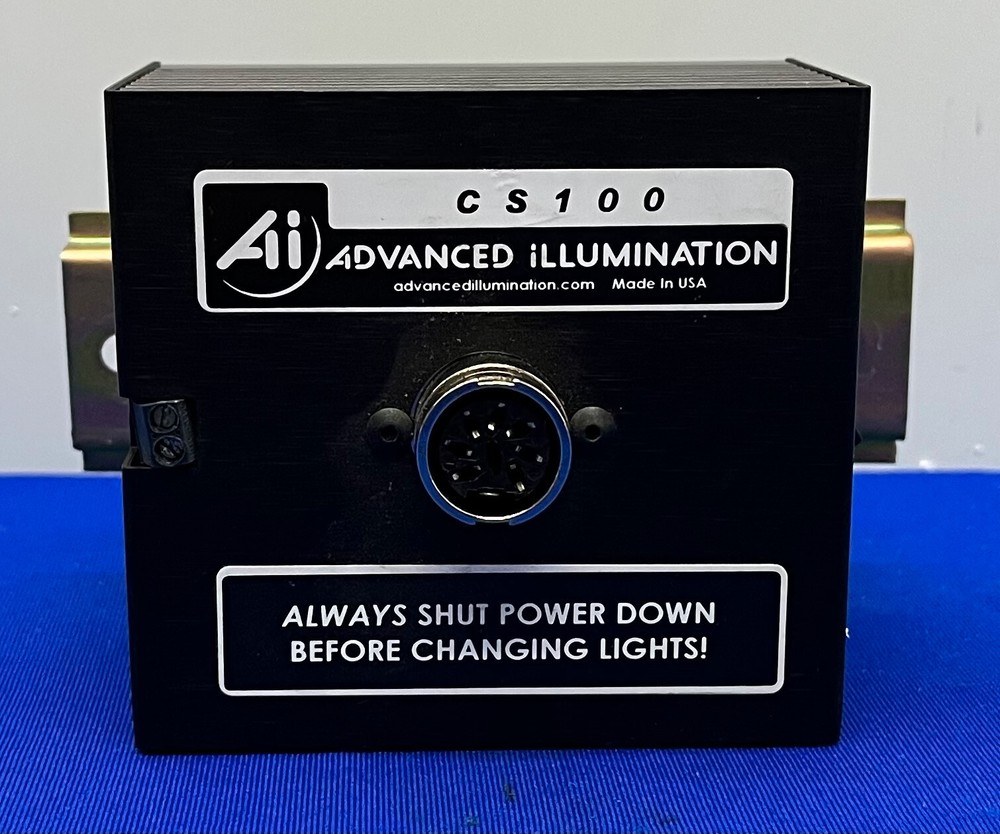 CS100
Ai ADVANCED iLLUMINATION
advancedillumination.com Made In USA
ALWAYS SHUT POWER DOWN
BEFORE CHANGING LIGHTS!